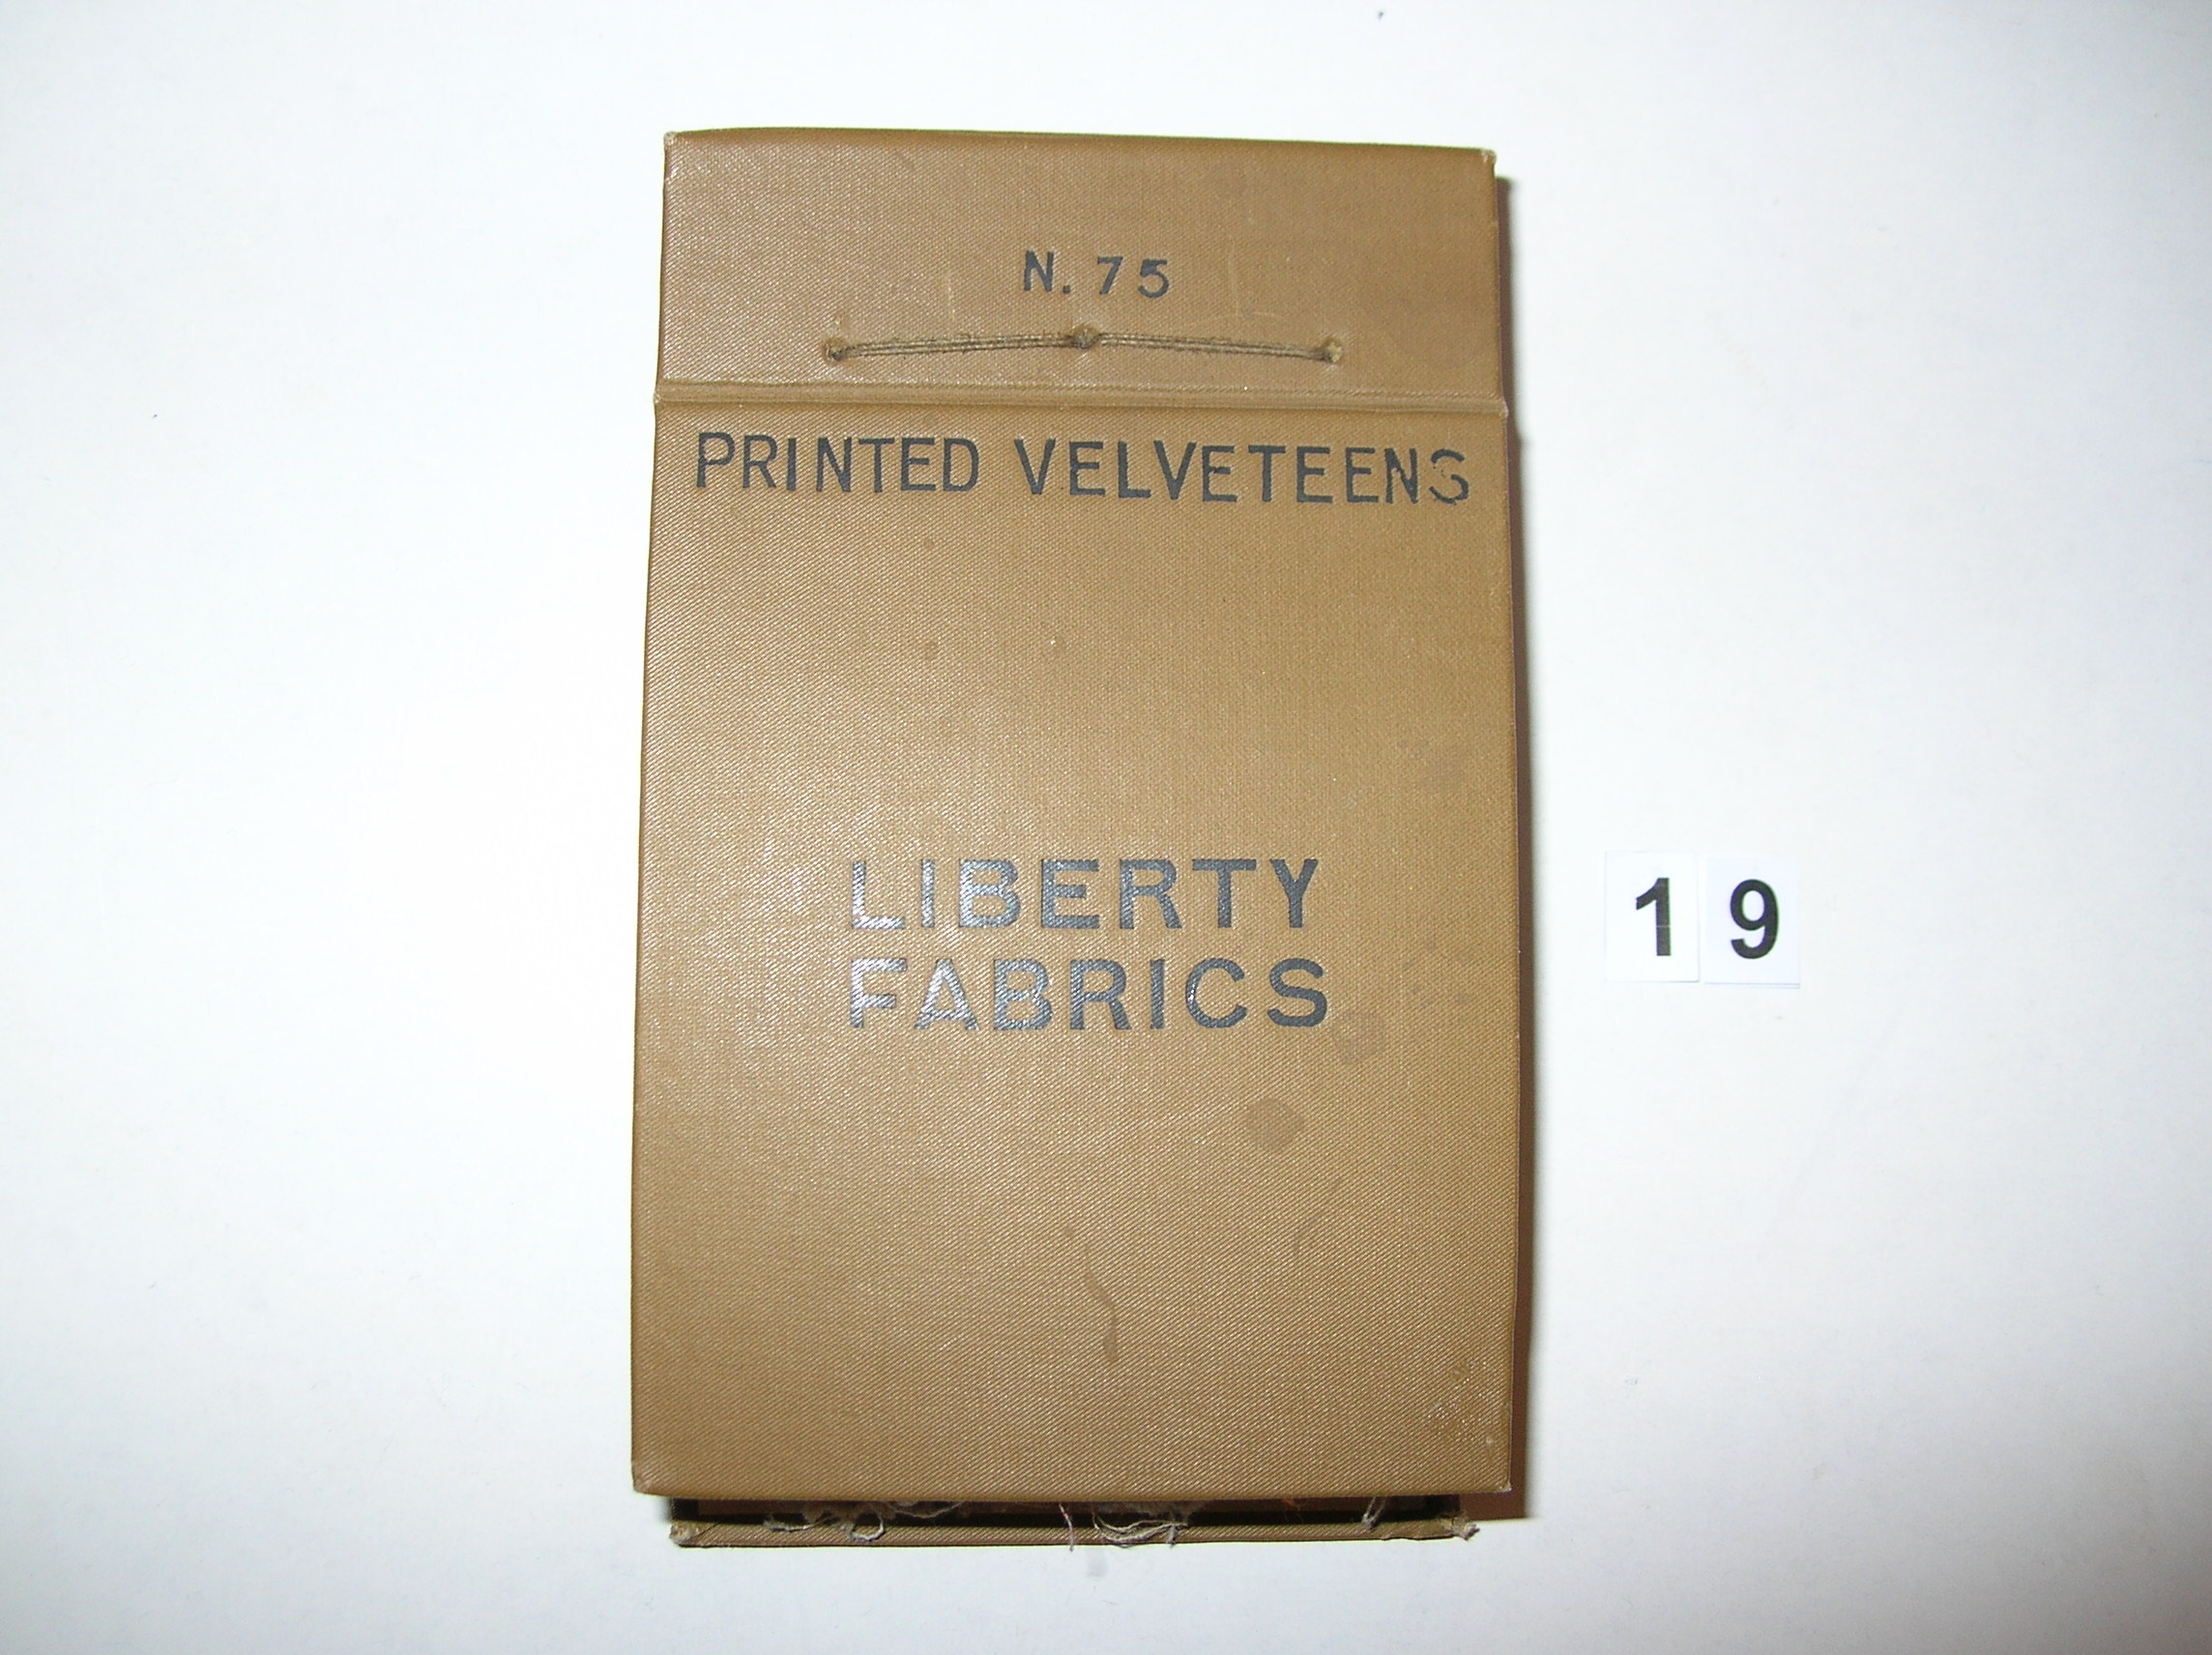 N. 75
PRINTED VELVETEENS
LIBERTY
FABRICS
19